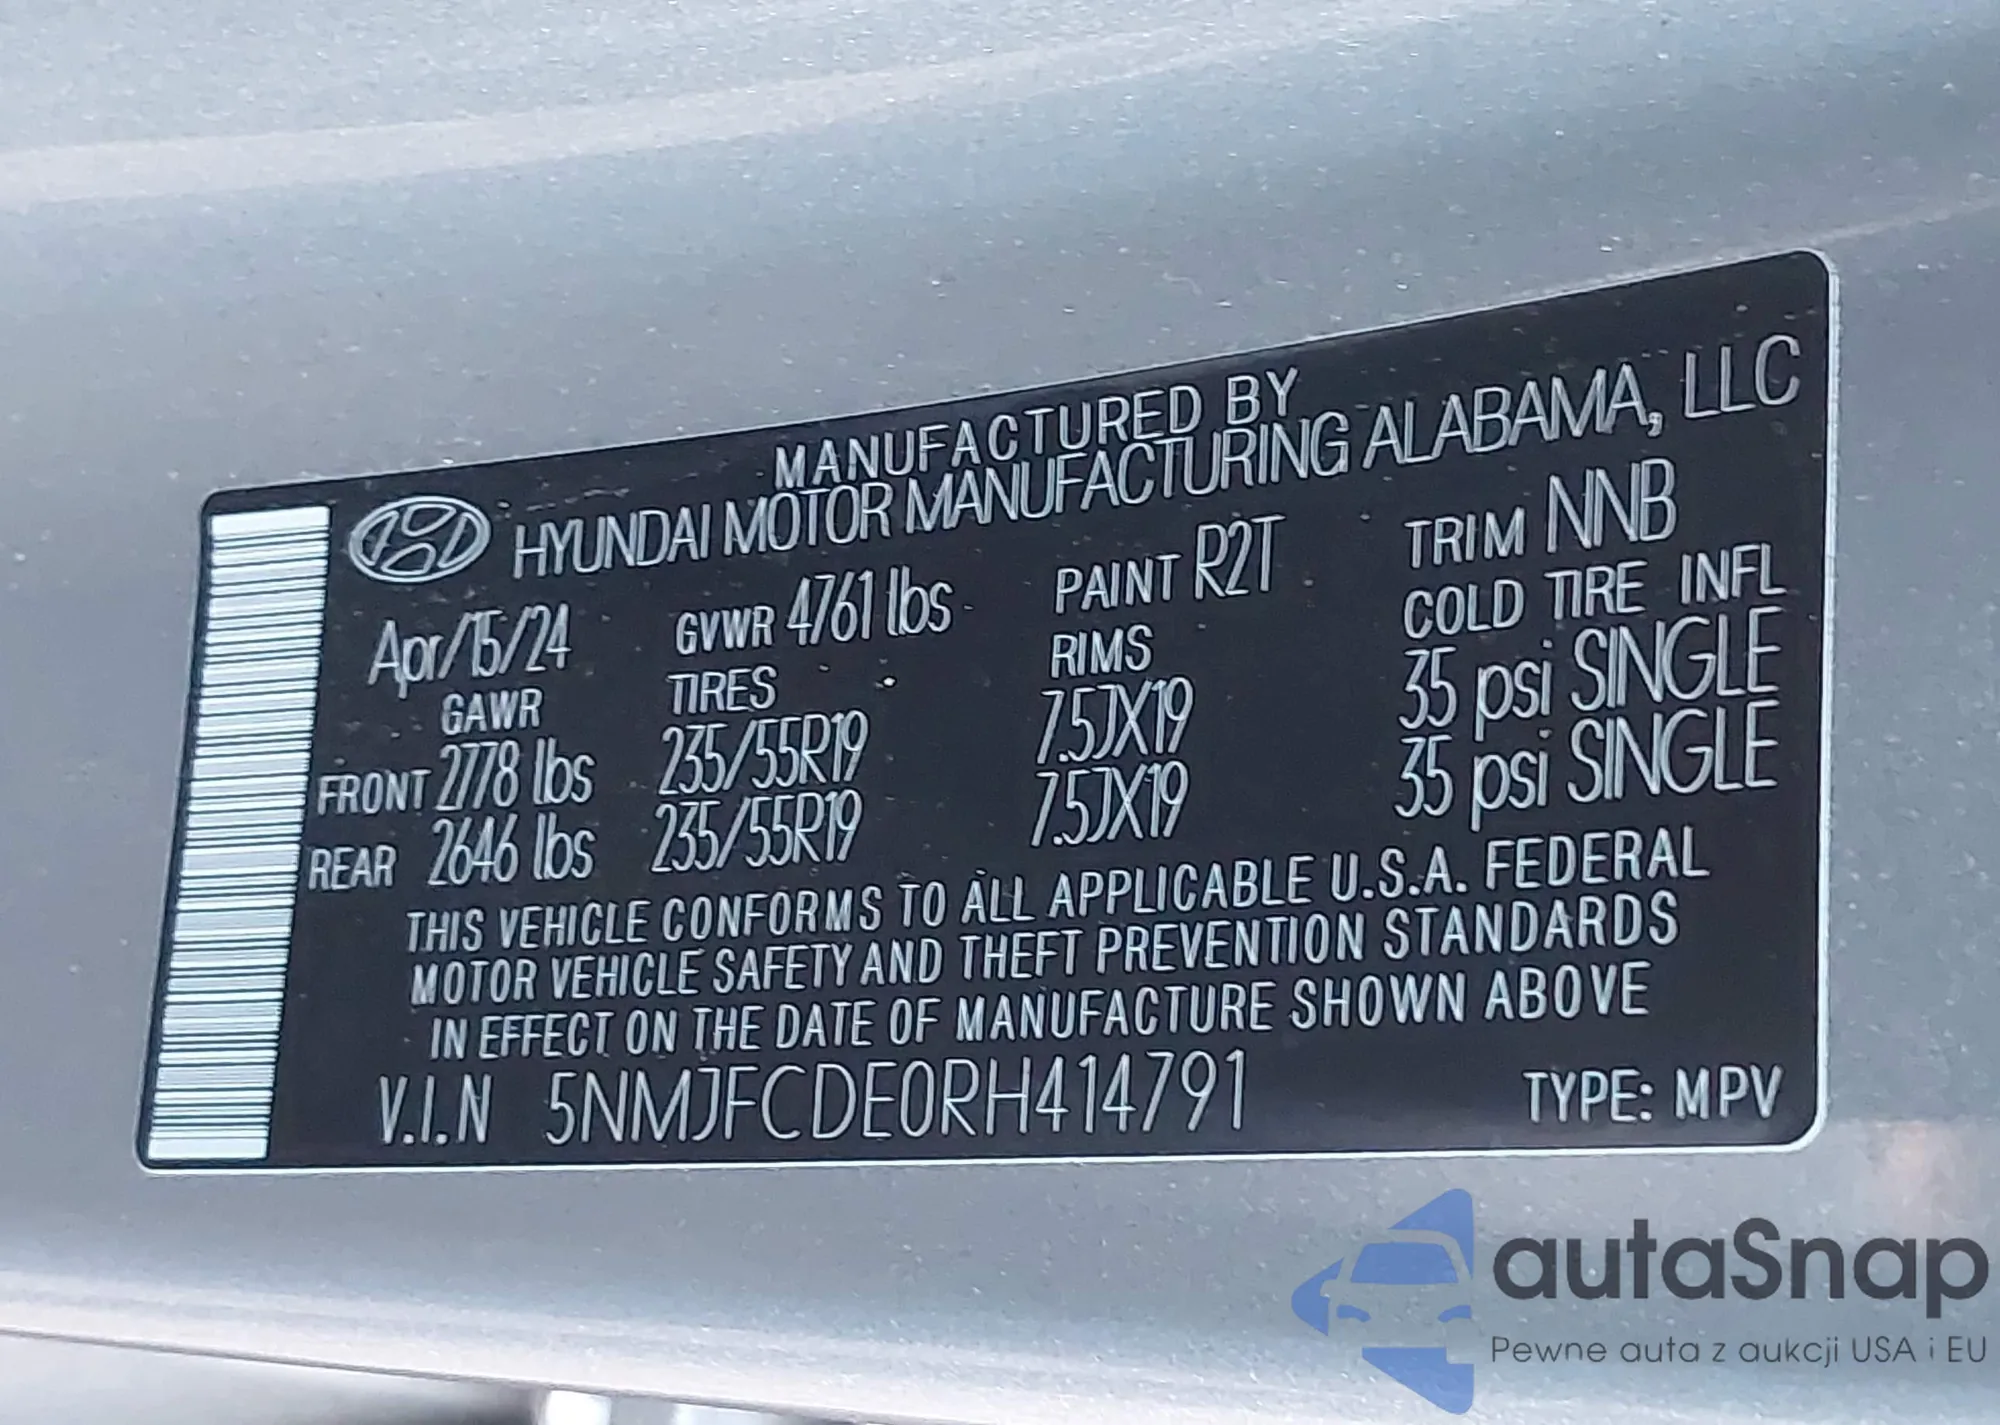 MANUFACTURED BY
HYUNDAI MOTOR MANUFACTURING ALABAMA, LLC
Apr/15/24 GVWR 4761 lbs PAINT R2T TRIM NNB
GAWR TIRES RIMS COLD TIRE INFL
FRONT 2778 lbs 235/55R19 7.5JX19 35 psi SINGLE
REAR 2646 lbs 235/55R19 7.5JX19 35 psi SINGLE
THIS VEHICLE CONFORMS TO ALL APPLICABLE U.S.A. FEDERAL
MOTOR VEHICLE SAFETY AND THEFT PREVENTION STANDARDS
IN EFFECT ON THE DATE OF MANUFACTURE SHOWN ABOVE
V.I.N 5NMJFCDE0RH414791 TYPE: MPV
autaSnap
Pewne auta z aukcji USA i EU